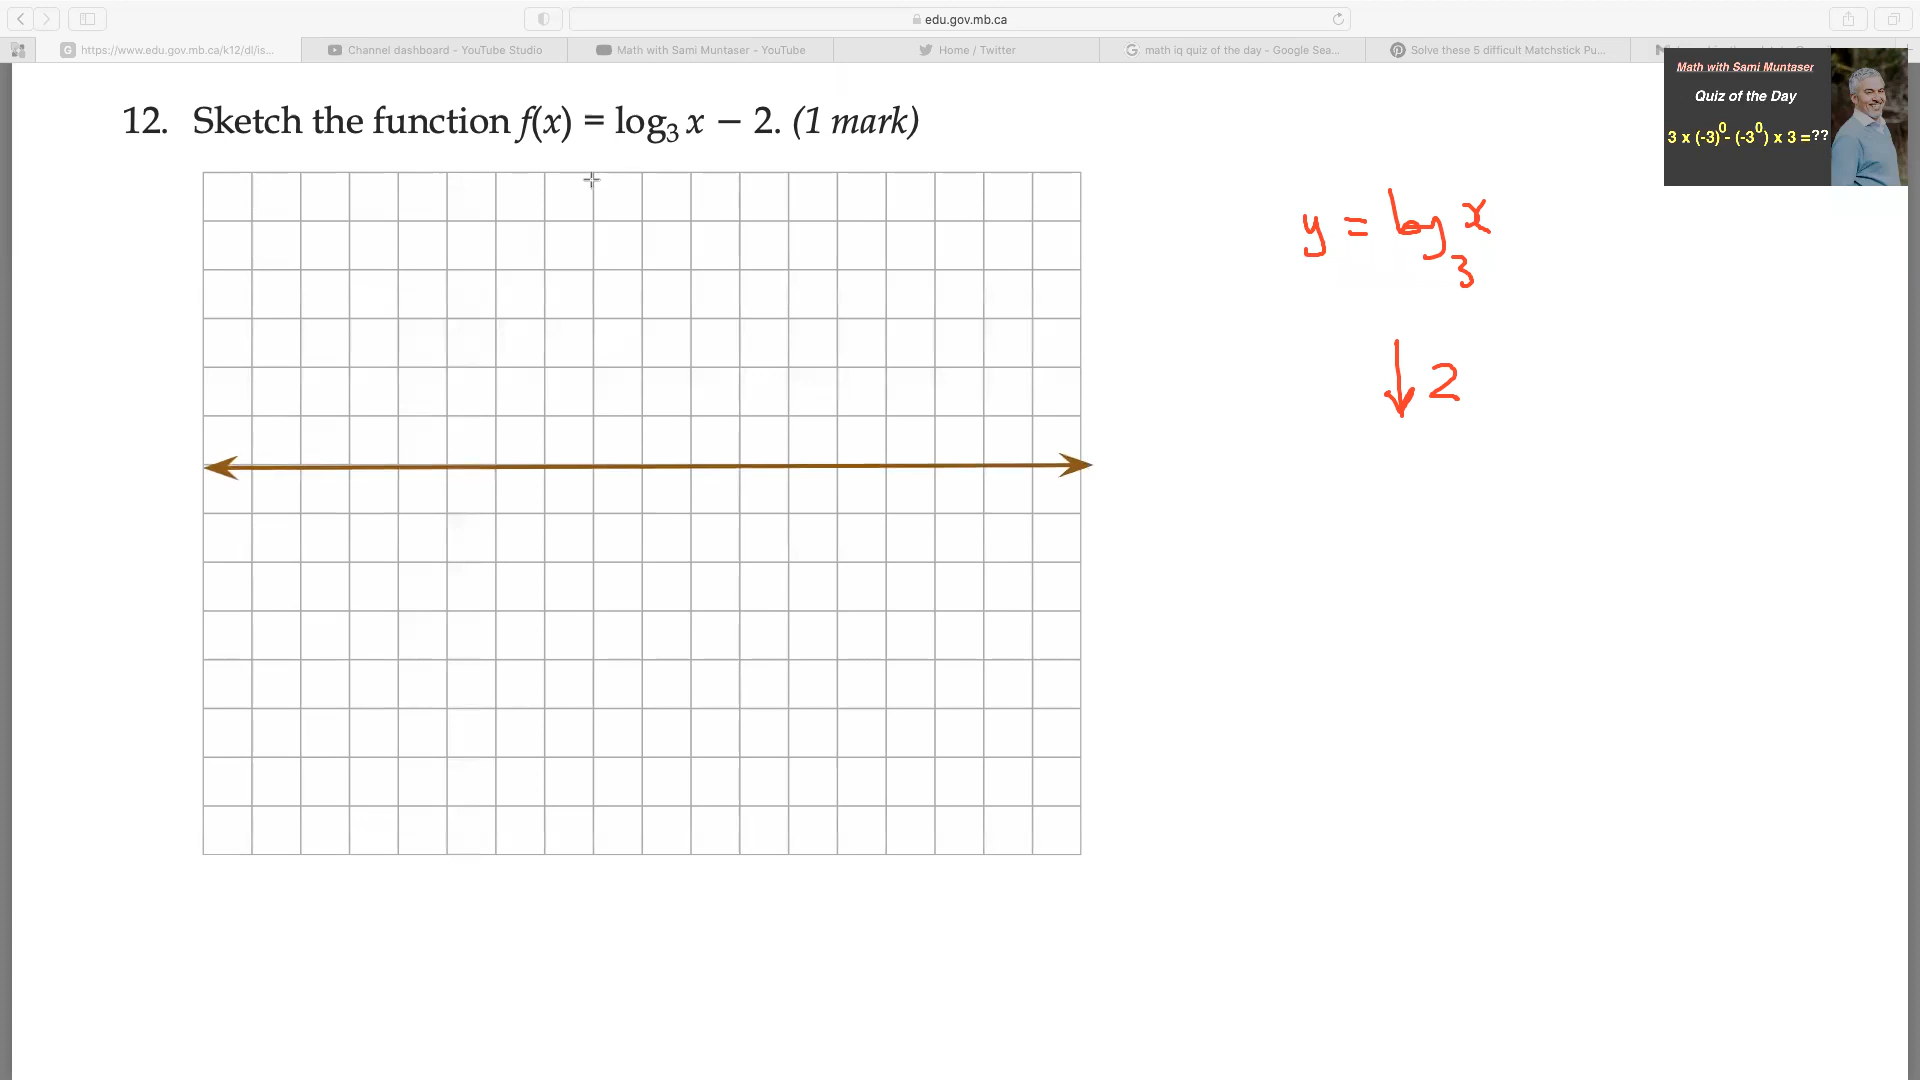 edu.gov.mb.ca
https://www.edu.gov.mb.ca/k12/dl/is...
Channel dashboard - YouTube Studio
Math with Sami Muntaser - YouTube
Home / Twitter
math iq quiz of the day - Google Sea...
Solve these 5 difficult Matchstick Pu...
Math with Sami Muntaser
Quiz of the Day
3 x (-3)⁰ - (-3⁰) x 3 = ??
12. Sketch the function f(x) = log₃ x − 2. (1 mark)
y = log₃ x
↓ 2